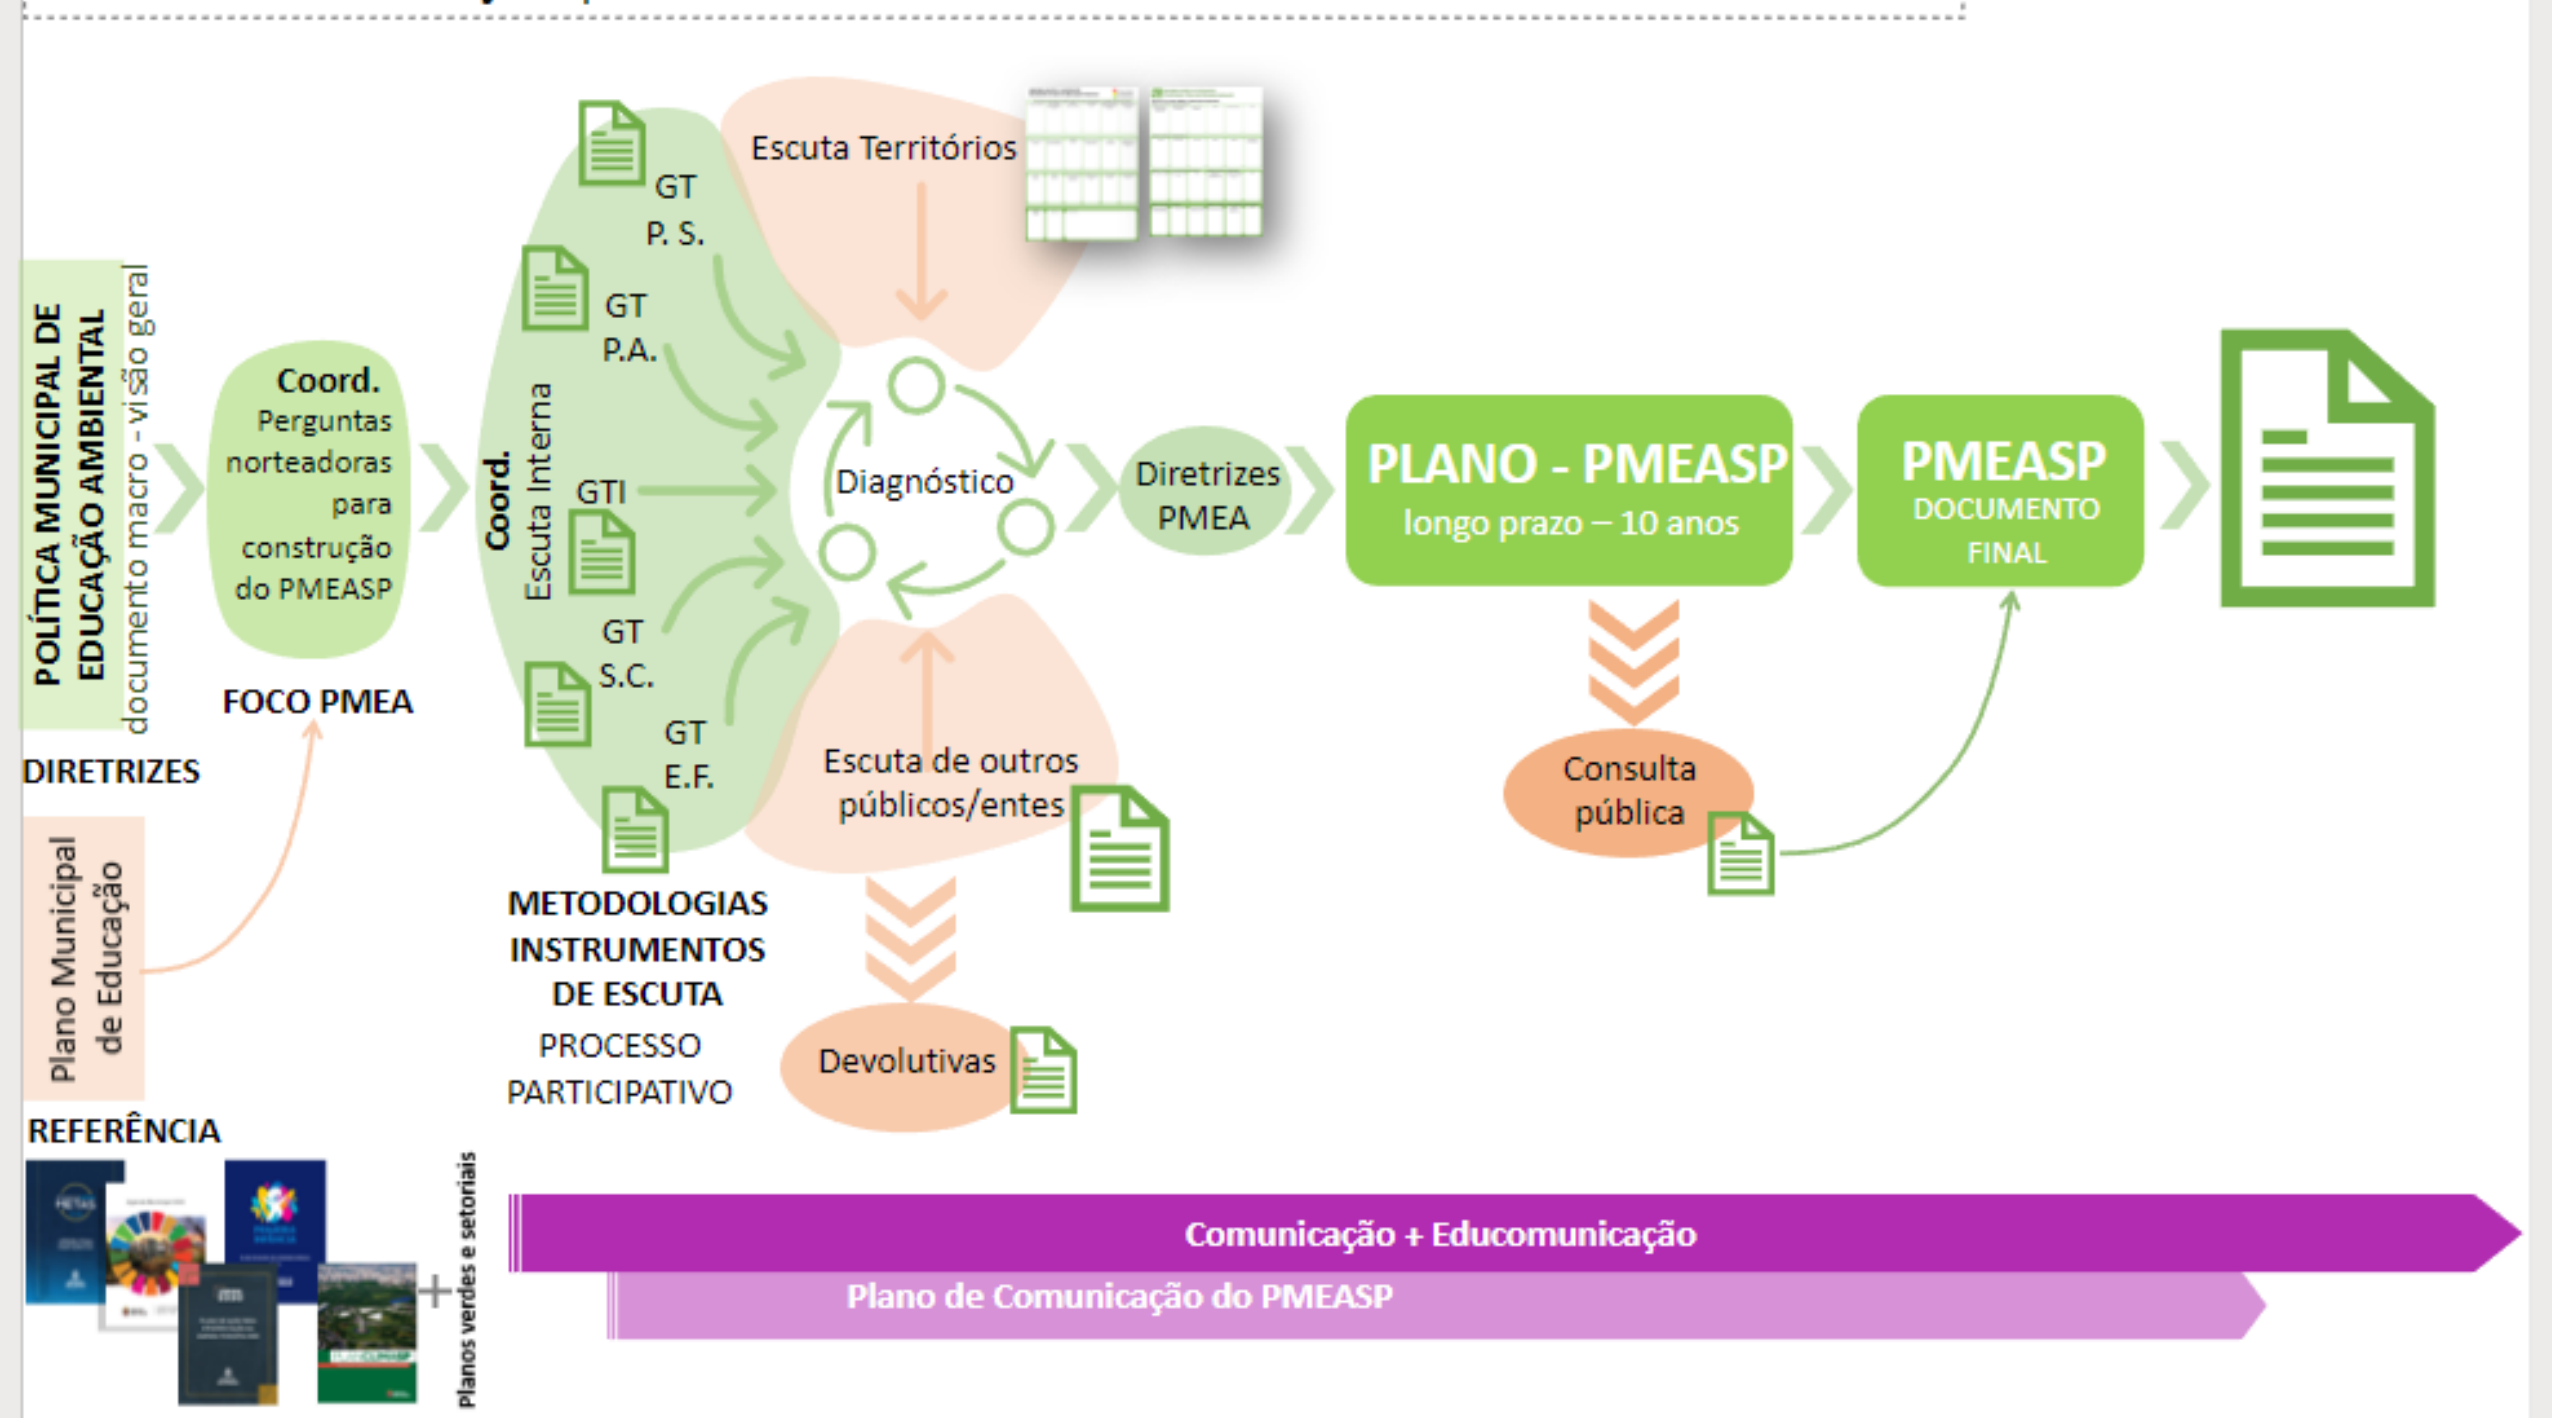 POLÍTICA MUNICIPAL DE
EDUCAÇÃO AMBIENTAL
documento macro - visão geral
DIRETRIZES
Plano Municipal
de Educação
REFERÊNCIA
METAS
Planos verdes e setoriais
+
Coord.
Perguntas
norteadoras
para
construção
do PMEASP
FOCO PMEA
Coord.
Escuta Interna
GT
P. S.
GT
P.A.
GTI
GT
S.C.
GT
E.F.
METODOLOGIAS
INSTRUMENTOS
DE ESCUTA
PROCESSO
PARTICIPATIVO
Escuta Territórios
Diagnóstico
Escuta de outros
públicos/entes
Devolutivas
Diretrizes
PMEA
PLANO - PMEASP
longo prazo – 10 anos
Consulta
pública
PMEASP
DOCUMENTO
FINAL
Comunicação + Educomunicação
Plano de Comunicação do PMEASP